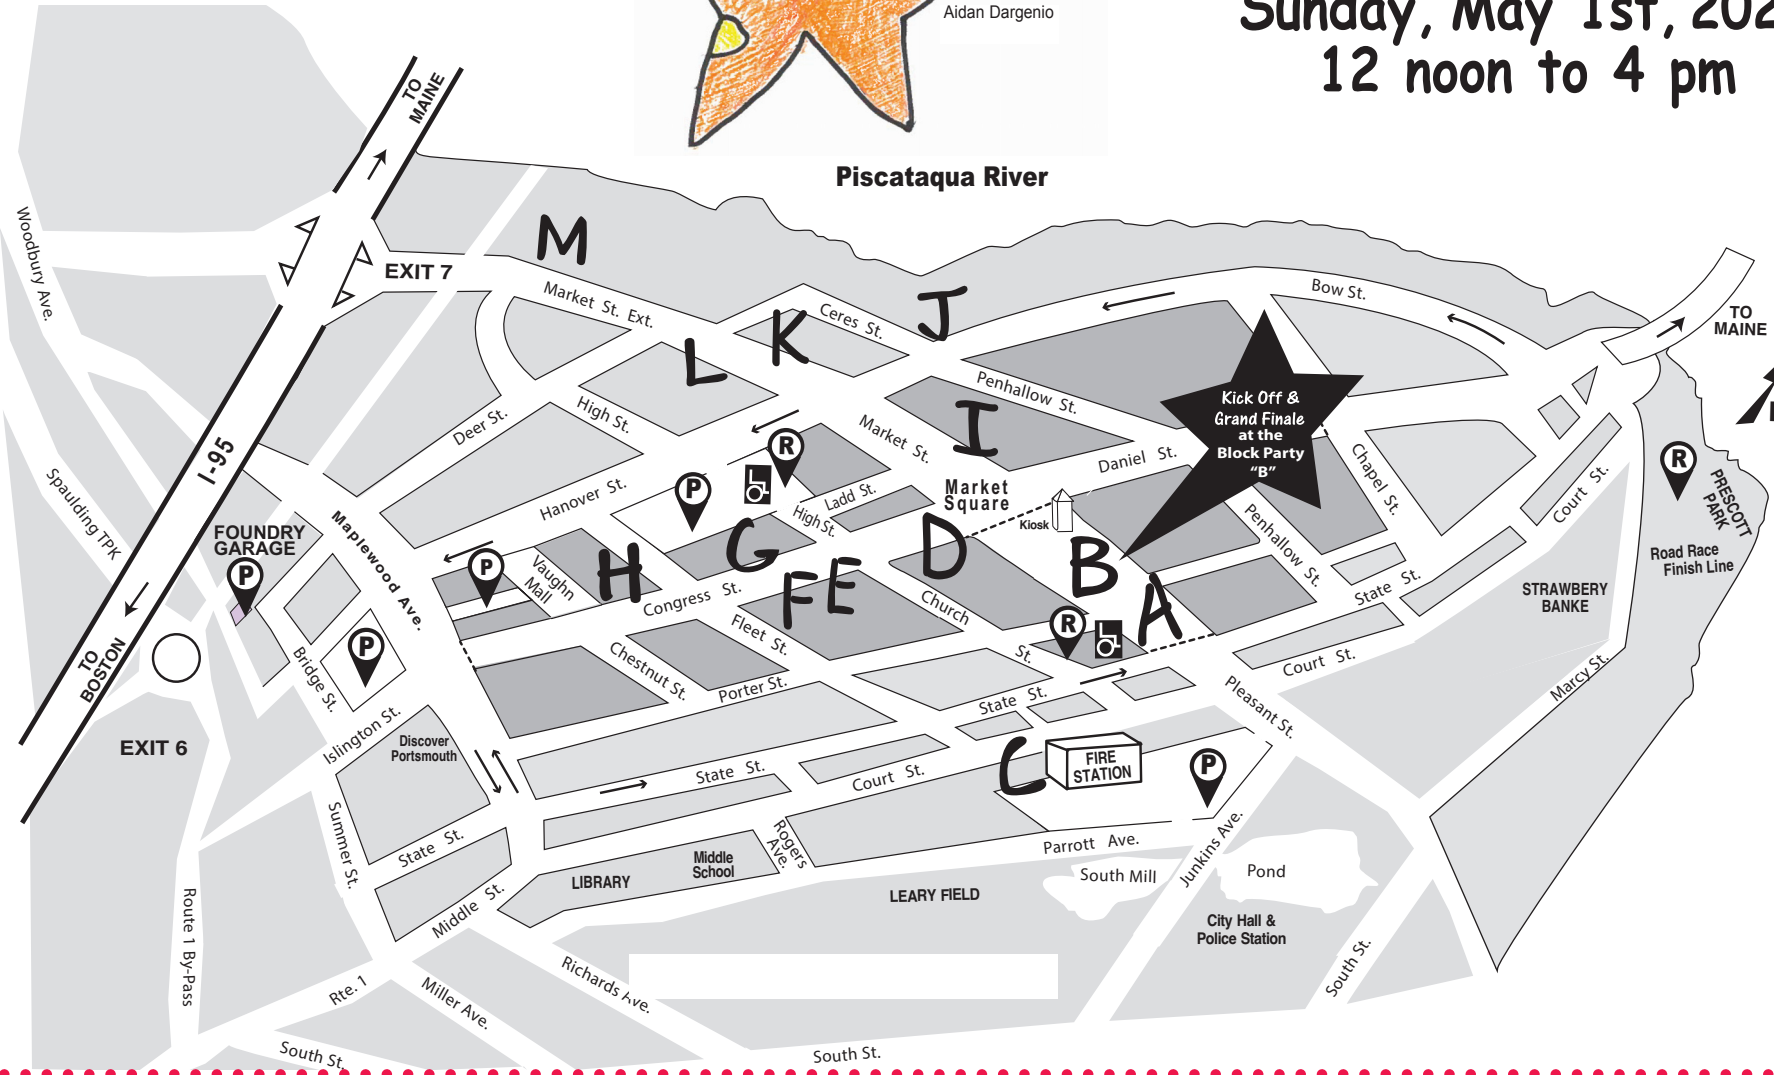 Aidan Dargenio
Sunday, May 1st, 202
12 noon to 4 pm
Piscataqua River
TO
MAINE
Woodbury Ave.
EXIT 7
M
Market St. Ext.
Ceres St.
J
Bow St.
TO
MAINE
K
L
Penhallow St.
Kick Off &
Grand Finale
at the
Block Party
"B"
High St.
Deer St.
Market St.
I
Daniel St.
Chapel St.
R
R
PRESCOTT
PARK
I-95
Spaulding TPK
P
Hanover St.
Ladd St.
High St.
Market
Square
Kiosk
Court St.
Penhallow St.
Road Race
Finish Line
FOUNDRY
GARAGE
P
Maplewood Ave.
P
Vaughn
Mall
H
G
F
E
D
B
A
Congress St.
Church
St.
State St.
STRAWBERY
BANKE
R
Fleet St.
Chestnut St.
Porter St.
P
Bridge St.
TO
BOSTON
Court St.
Marcy St.
Pleasant St.
State St.
Islington St.
EXIT 6
Discover
Portsmouth
State St.
Court St.
C
FIRE
STATION
P
Summer St.
State St.
Rogers
Ave.
Parrott Ave.
Junkins Ave.
Middle
School
LIBRARY
South Mill
Pond
LEARY FIELD
Middle St.
City Hall &
Police Station
Route 1 By-Pass
Rte. 1
Miller Ave.
Richards Ave.
South St.
South St.
South St.